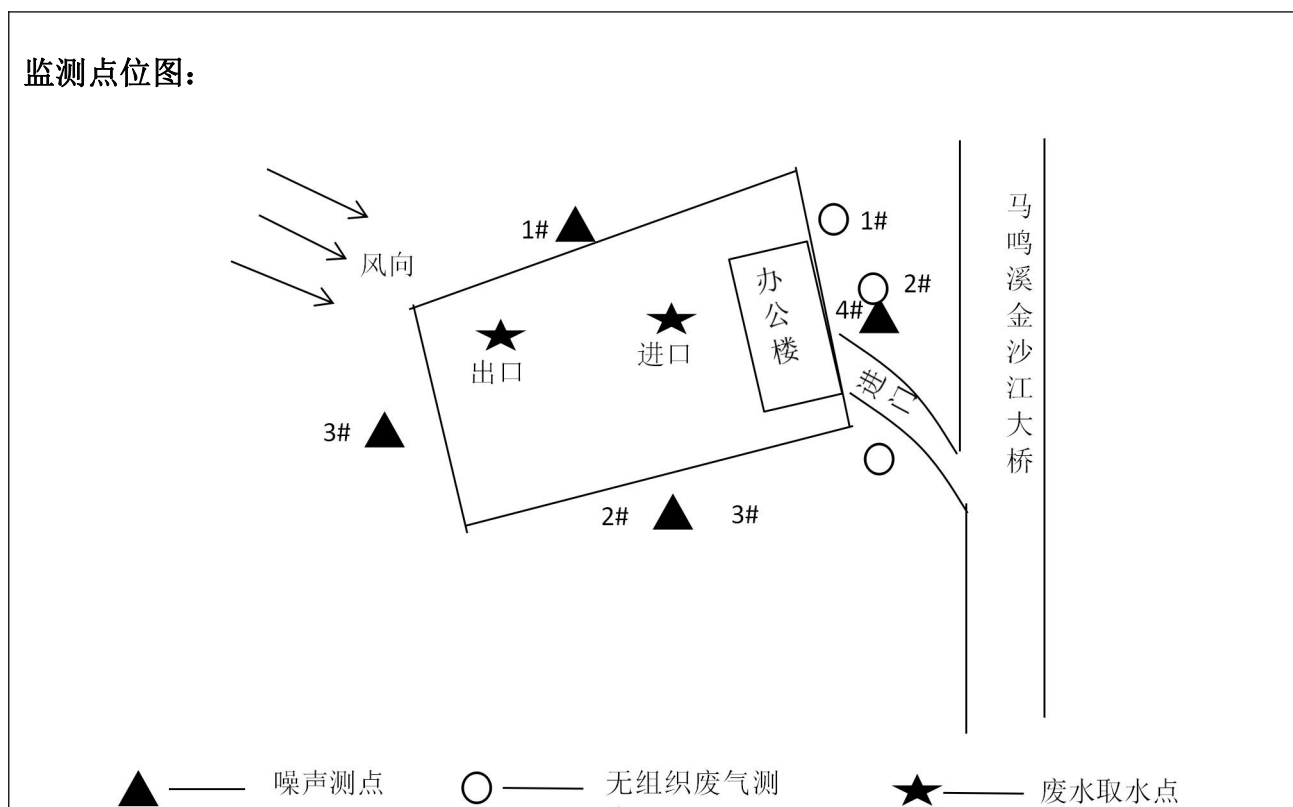 监测点位图：
1#
1#
风向
2#
4#
办公楼
出口
进口
进门
3#
2#
3#
马鸣溪金沙江大桥
噪声测点
无组织废气测
废水取水点